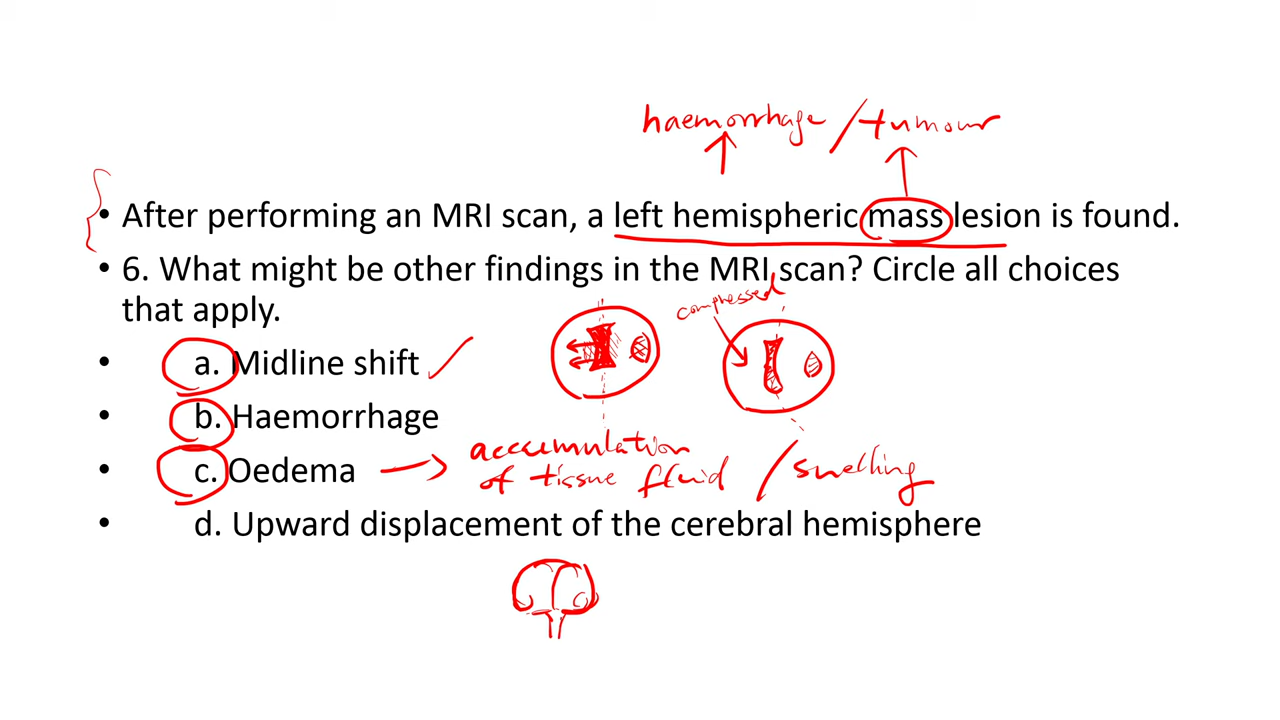 haemorrhage / tumour
• After performing an MRI scan, a left hemispheric mass lesion is found.
• 6. What might be other findings in the MRI scan? Circle all choices
that apply.
compressed
• a. Midline shift
• b. Haemorrhage
• c. Oedema
accumulation
of tissue fluid / swelling
• d. Upward displacement of the cerebral hemisphere